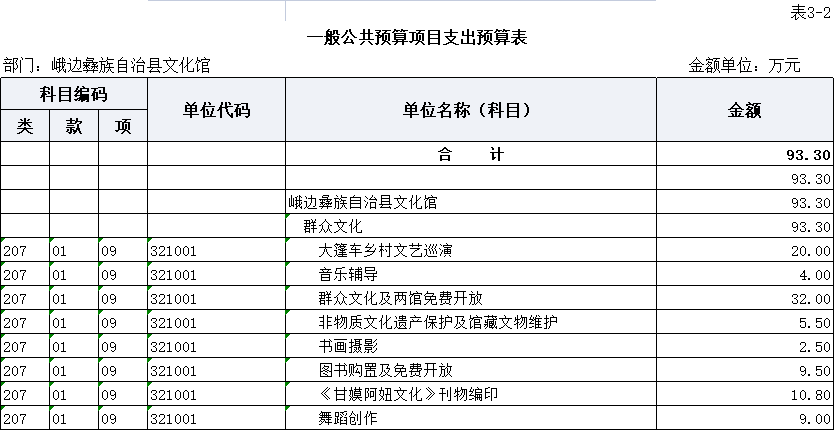 表3-2
一般公共预算项目支出预算表
部门：峨边彝族自治县文化馆 金额单位：万元
科目编码 单位代码 单位名称（科目） 金额
类 款 项
合 计 93.30
93.30
峨边彝族自治县文化馆 93.30
群众文化 93.30
207 01 09 321001 大篷车乡村文艺巡演 20.00
207 01 09 321001 音乐辅导 4.00
207 01 09 321001 群众文化及两馆免费开放 32.00
207 01 09 321001 非物质文化遗产保护及馆藏文物维护 5.50
207 01 09 321001 书画摄影 2.50
207 01 09 321001 图书购置及免费开放 9.50
207 01 09 321001 《甘嫫阿妞文化》刊物编印 10.80
207 01 09 321001 舞蹈创作 9.00